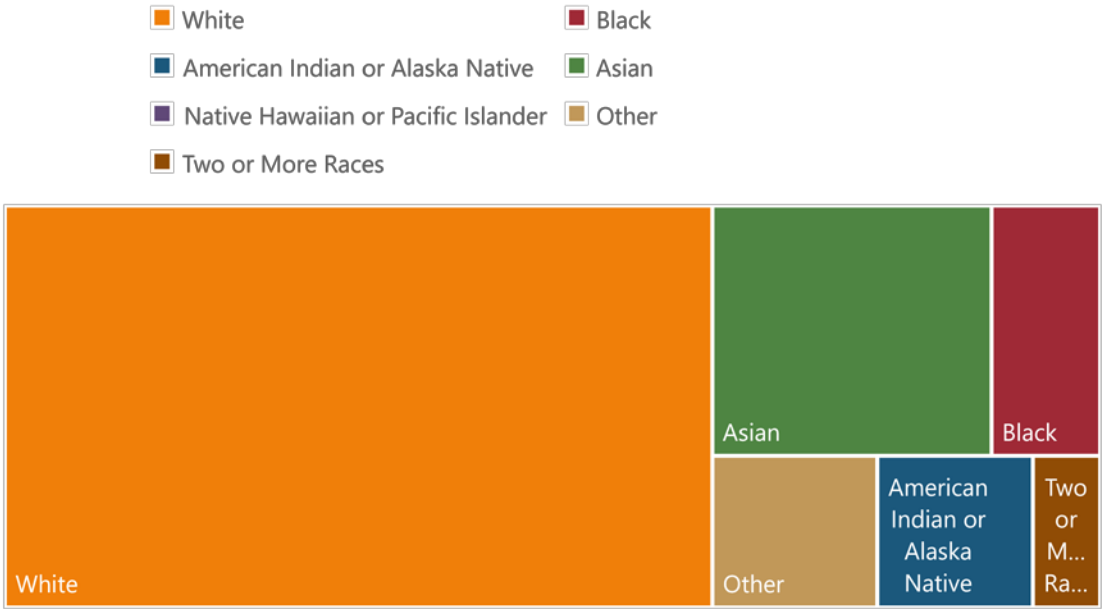 White
Black
American Indian or Alaska Native
Asian
Native Hawaiian or Pacific Islander
Other
Two or More Races
Asian
Black
White
Other
American
Indian or
Alaska
Native
Two
or
M...
Ra...